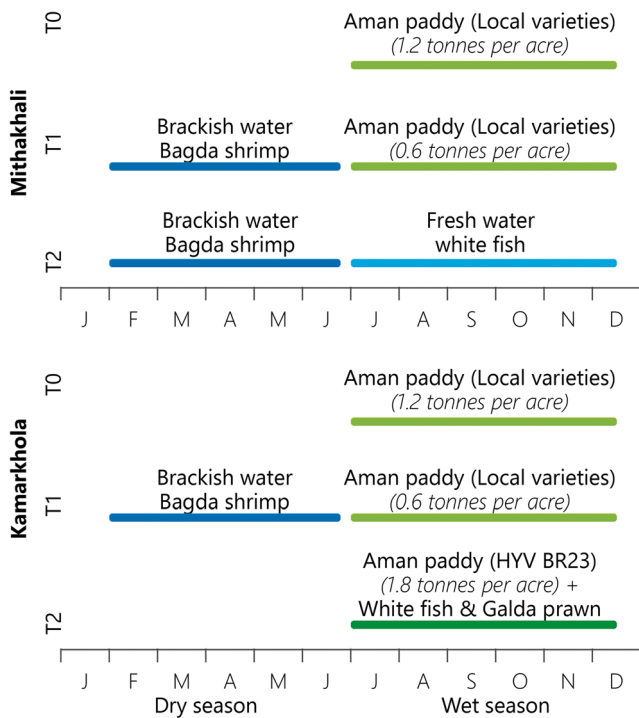 Mithakhali
T0
Aman paddy (Local varieties)
(1.2 tonnes per acre)
T1
Brackish water
Bagda shrimp
Aman paddy (Local varieties)
(0.6 tonnes per acre)
T2
Brackish water
Bagda shrimp
Fresh water
white fish
J F M A M J J A S O N D
Kamarkhola
T0
Aman paddy (Local varieties)
(1.2 tonnes per acre)
T1
Brackish water
Bagda shrimp
Aman paddy (Local varieties)
(0.6 tonnes per acre)
T2
Aman paddy (HYV BR23)
(1.8 tonnes per acre) +
White fish & Galda prawn
J F M A M J J A S O N D
Dry season Wet season